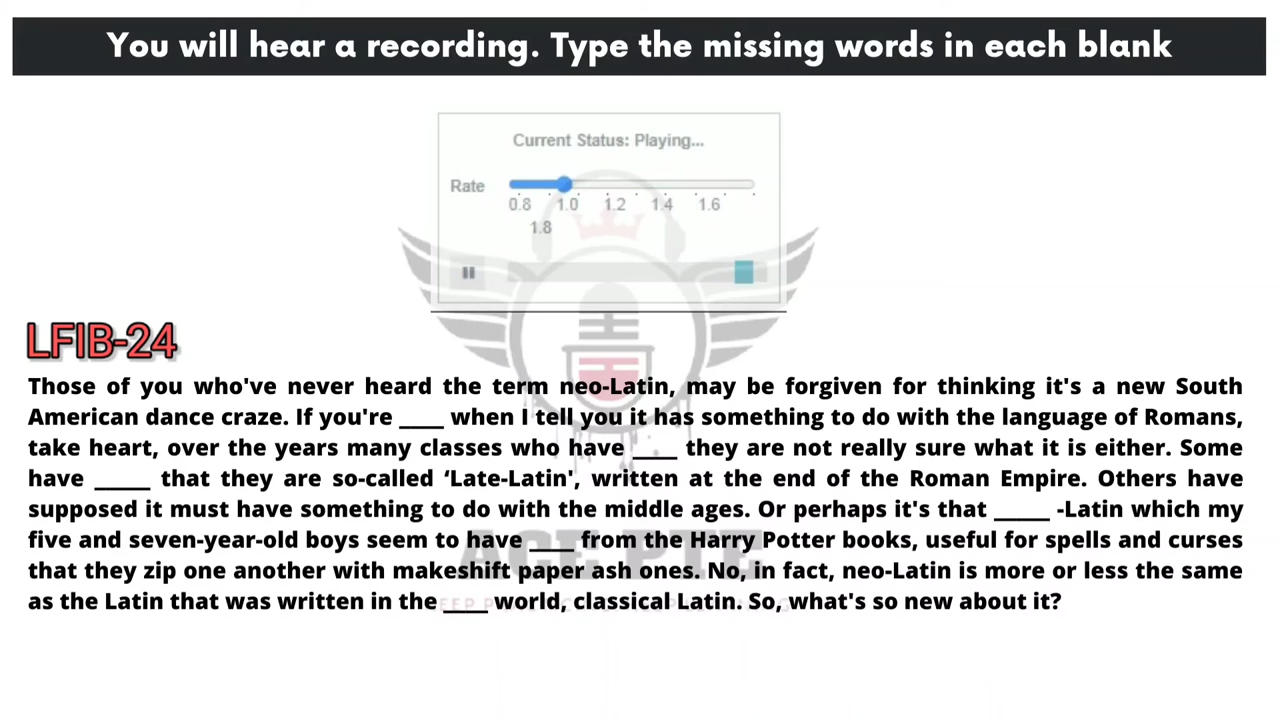 You will hear a recording. Type the missing words in each blank
Current Status: Playing...
Rate
0.8 1.0 1.2 1.4 1.6
1.8
LFIB-24
Those of you who've never heard the term neo-Latin, may be forgiven for thinking it's a new South
American dance craze. If you're ____ when I tell you it has something to do with the language of Romans,
take heart, over the years many classes who have ____ they are not really sure what it is either. Some
have _____ that they are so-called ‘Late-Latin', written at the end of the Roman Empire. Others have
supposed it must have something to do with the middle ages. Or perhaps it's that _____ -Latin which my
five and seven-year-old boys seem to have ____ from the Harry Potter books, useful for spells and curses
that they zip one another with makeshift paper ash ones. No, in fact, neo-Latin is more or less the same
as the Latin that was written in the ____ world, classical Latin. So, what's so new about it?
ACE PTE